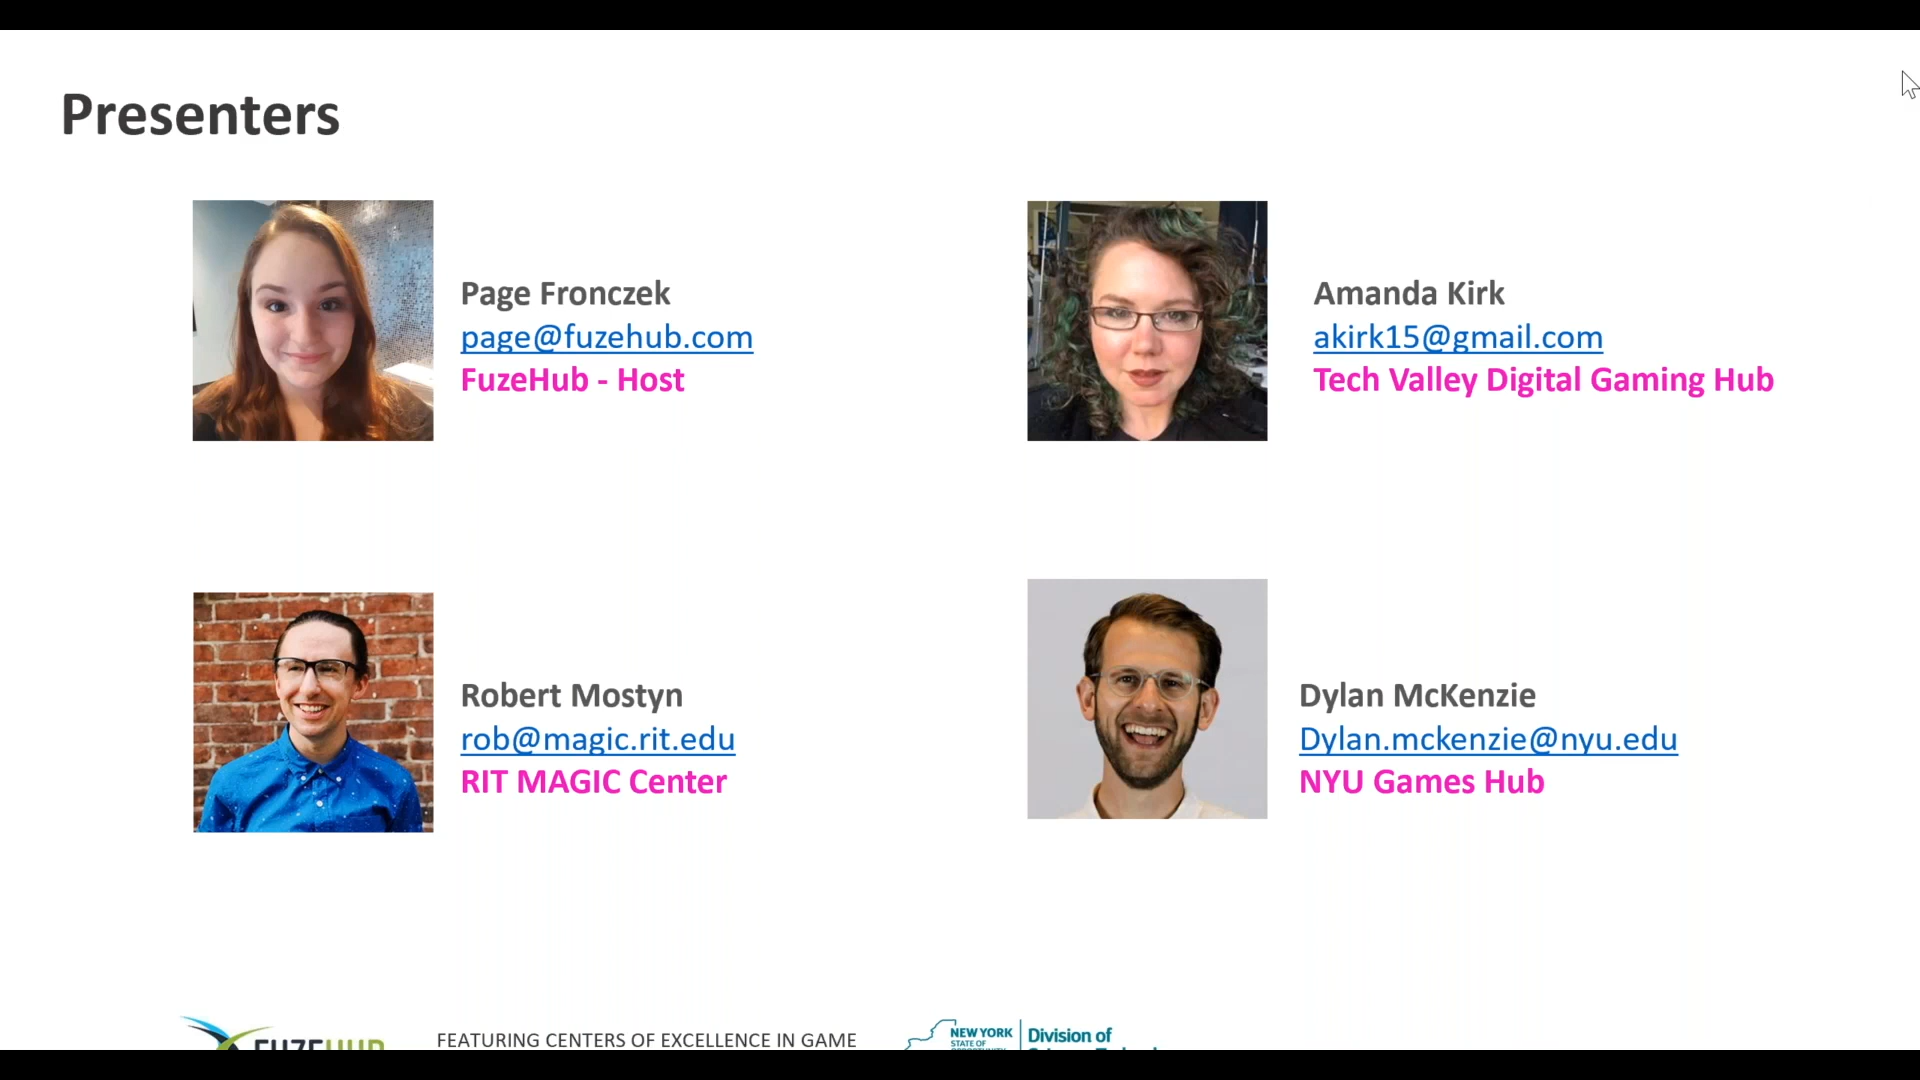 Presenters
Page Fronczek
page@fuzehub.com
FuzeHub - Host
Amanda Kirk
akirk15@gmail.com
Tech Valley Digital Gaming Hub
Robert Mostyn
rob@magic.rit.edu
RIT MAGIC Center
Dylan McKenzie
Dylan.mckenzie@nyu.edu
NYU Games Hub
FUZEHUB
FEATURING CENTERS OF EXCELLENCE IN GAME
NEW YORK
STATE OF
Division of